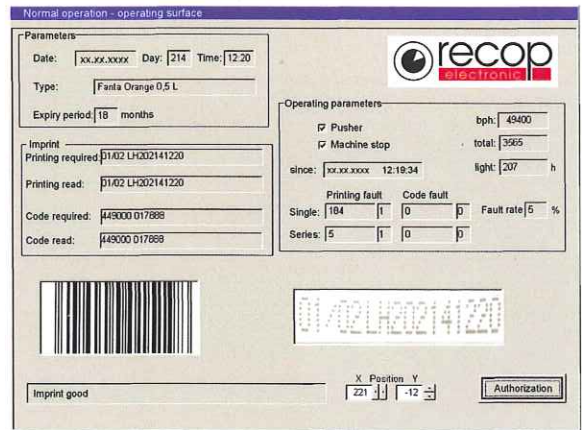 Normal operation - operating surface
Parameters
Date: xx.xx.xxxx Day: 214 Time: 12:20
Type: Fanta Orange 0,5 L
Expiry period: 18 months
recop
electronic
Imprint
Printing required: 01/02 LH202141220
Printing read: 01/02 LH202141220
Code required: 449000 017888
Code read: 449000 017888
Operating parameters
Pusher
Machine stop
bph: 49400
total: 3565
since: xx.xx.xxxx 12:19:34
light: 207 h
Printing fault Code fault
Single: 184 1 0 0 Fault rate 5 %
Series: 5 1 0 0
01/02LH202141220
Imprint good
X Position Y
221 -12
Authorization